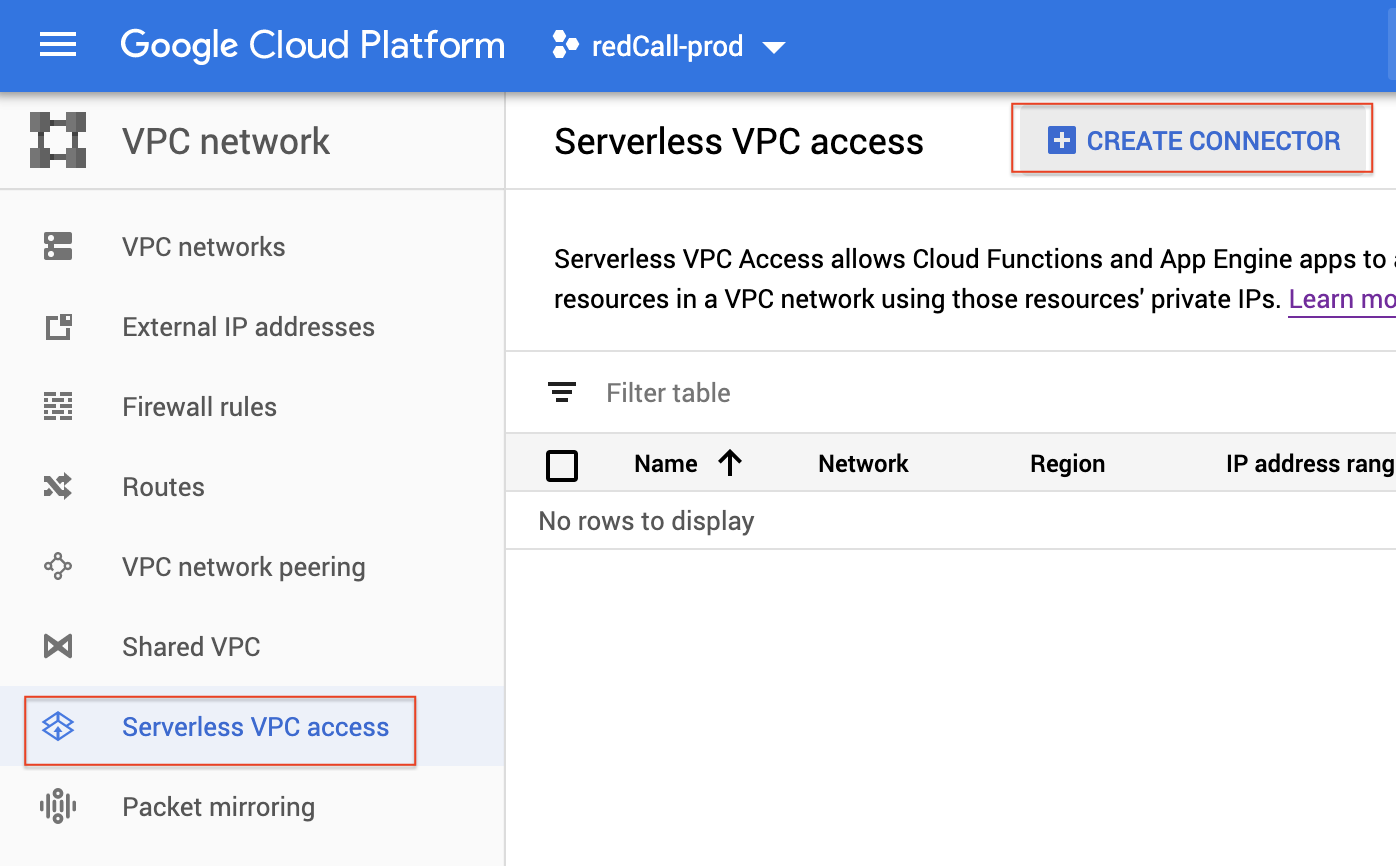 Google Cloud Platform redCall-prod
VPC network
Serverless VPC access
CREATE CONNECTOR
VPC networks
External IP addresses
Firewall rules
Routes
VPC network peering
Shared VPC
Serverless VPC access
Packet mirroring
Serverless VPC Access allows Cloud Functions and App Engine apps to
resources in a VPC network using those resources' private IPs. Learn mo
Filter table
Name Network Region IP address rang
No rows to display